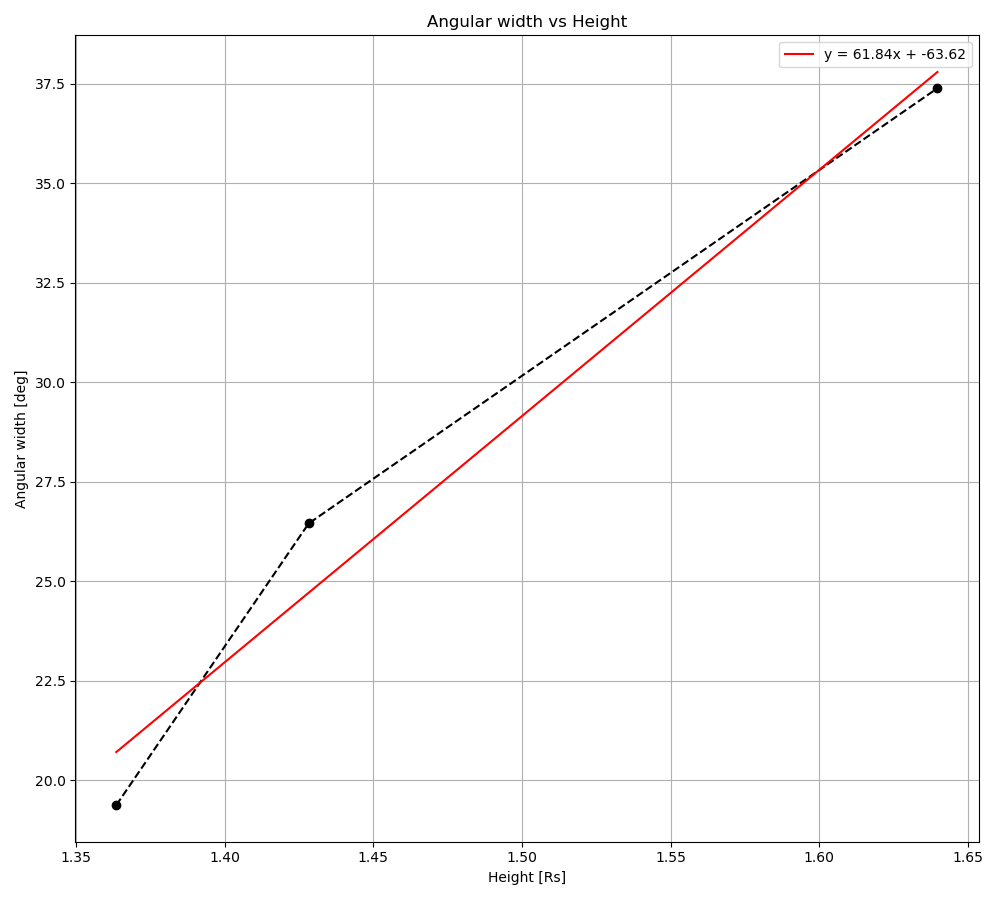 Angular width vs Height
y = 61.84x + -63.62
37.5
35.0
32.5
30.0
27.5
25.0
22.5
20.0
Angular width [deg]
1.35 1.40 1.45 1.50 1.55 1.60 1.65
Height [Rs]